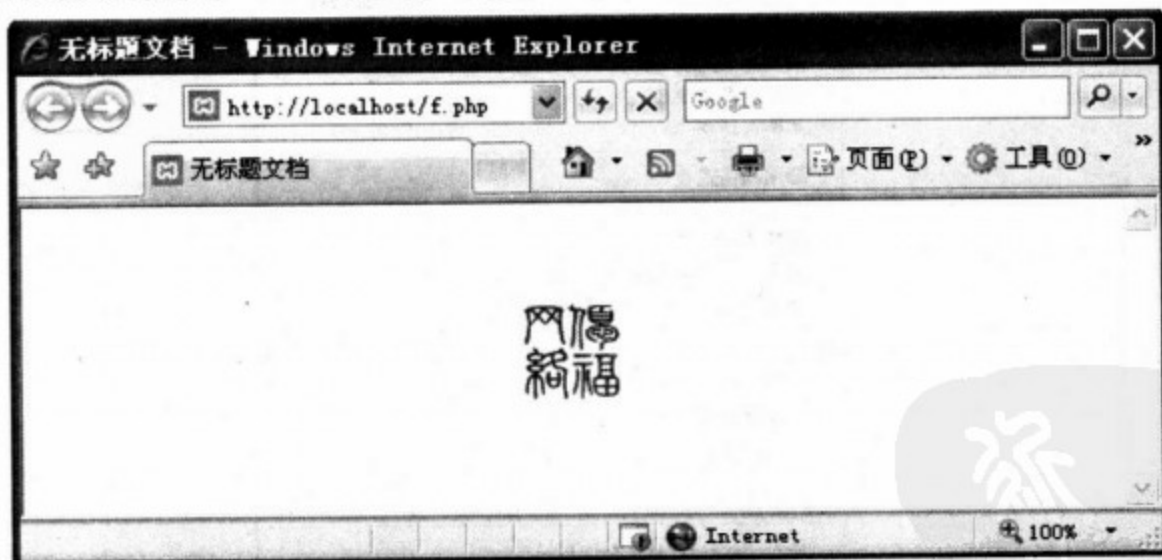 无标题文档 - Windows Internet Explorer
http://localhost/f.php
Google
无标题文档
页面(P)
工具(O)
優福
网絡
Internet
100%